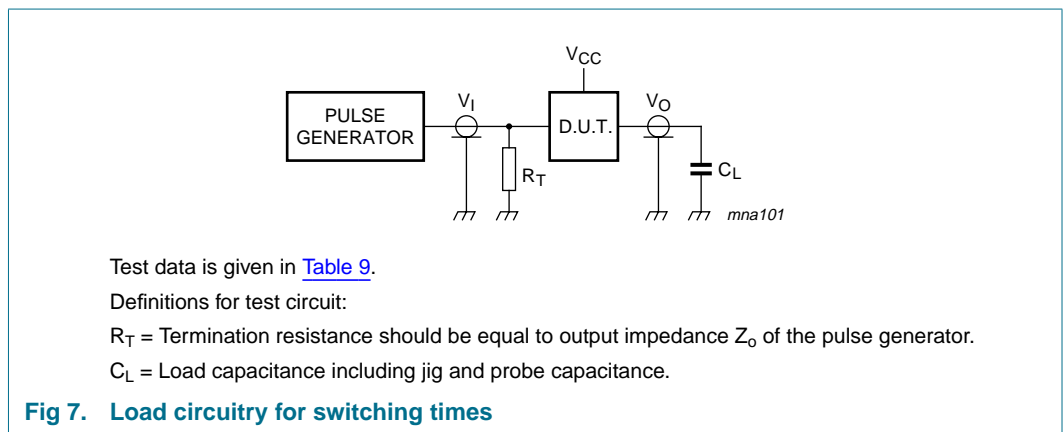 VCC
PULSE
GENERATOR
VI
D.U.T.
VO
RT
CL
mna101
Test data is given in Table 9.
Definitions for test circuit:
RT = Termination resistance should be equal to output impedance Zo of the pulse generator.
CL = Load capacitance including jig and probe capacitance.
Fig 7. Load circuitry for switching times